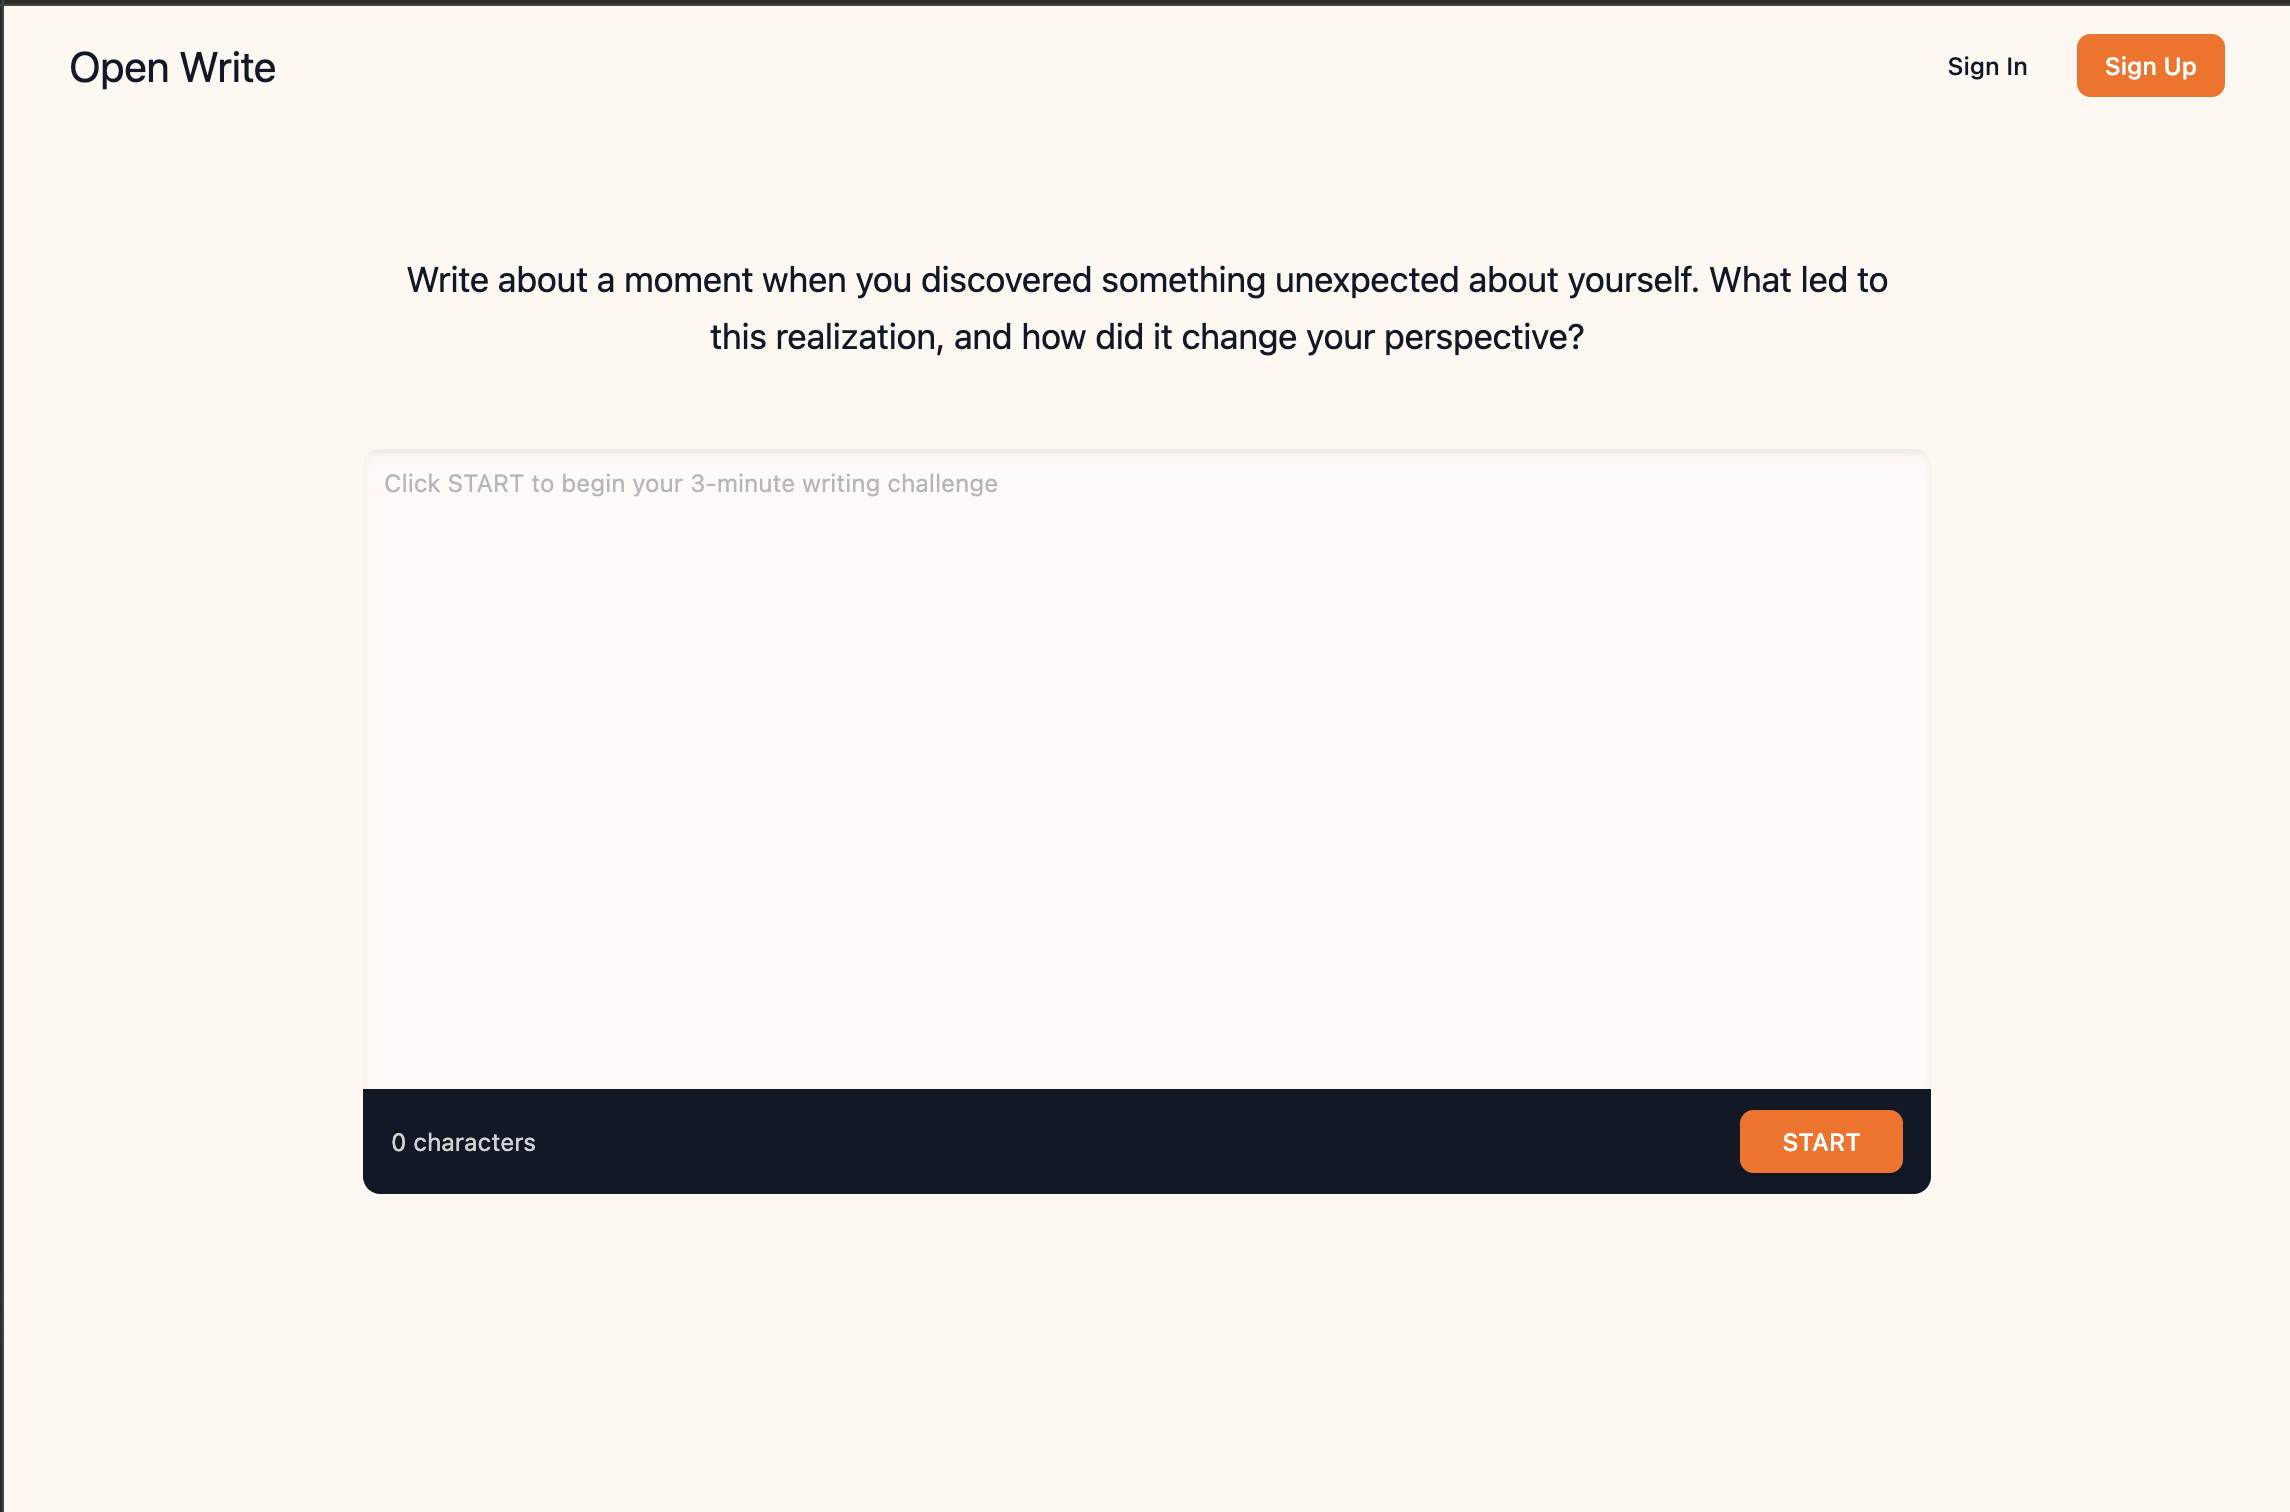 Open Write
Sign In
Sign Up
Write about a moment when you discovered something unexpected about yourself. What led to
this realization, and how did it change your perspective?
Click START to begin your 3-minute writing challenge
0 characters
START